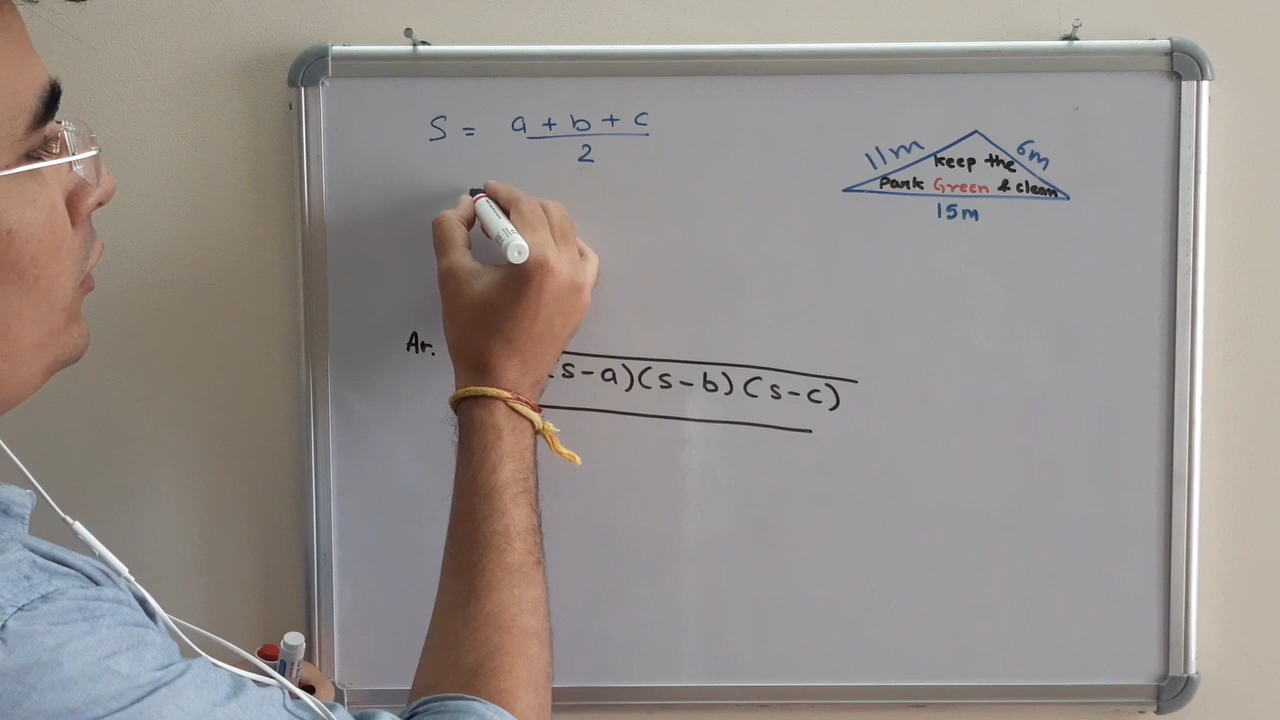 S = a + b + c
2
11m
6m
keep the
Park Green & clean
15m
Ar.
(s-a)(s-b)(s-c)